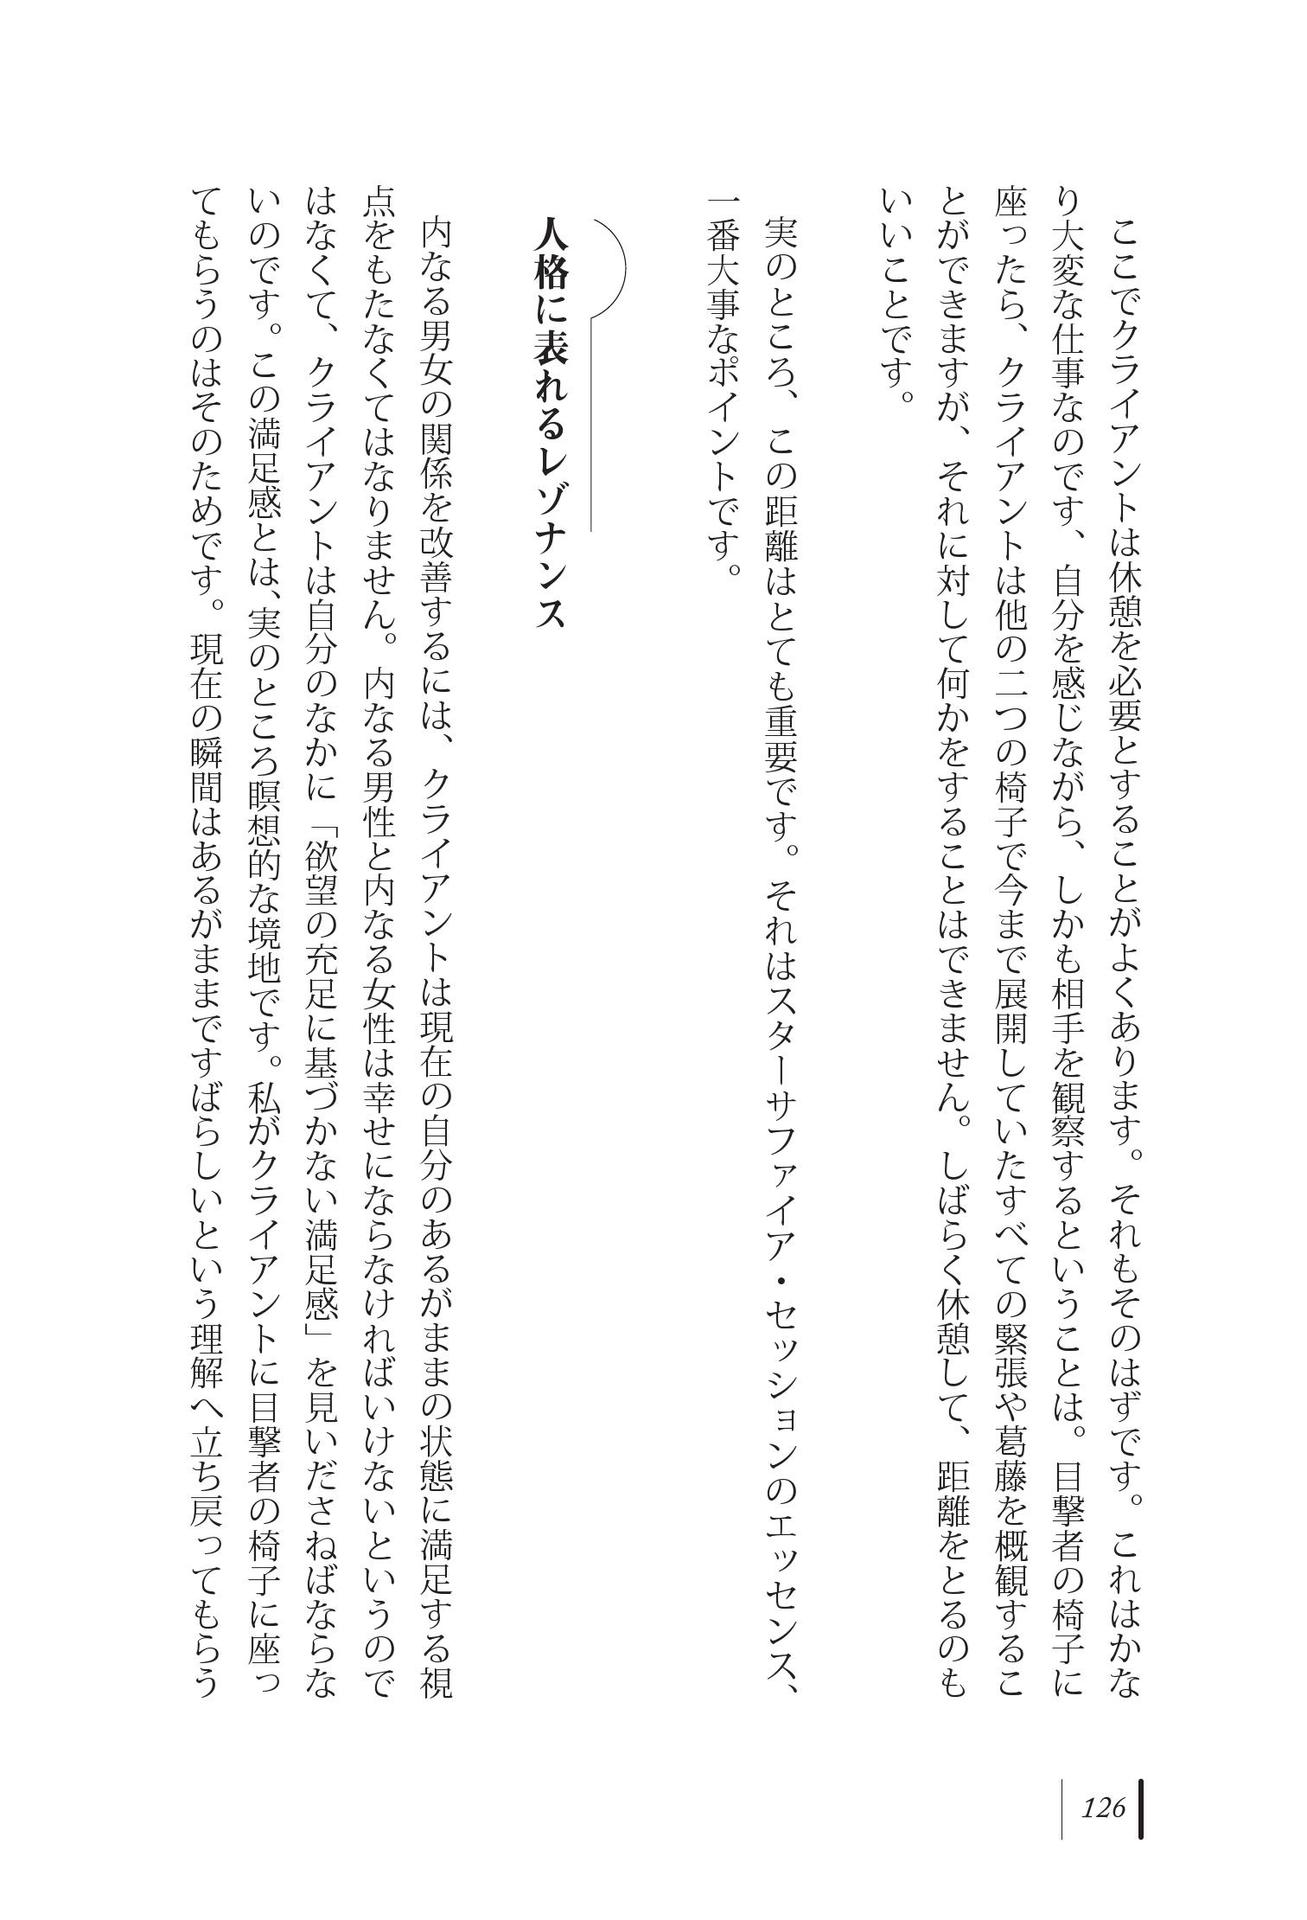 ここでクライアントは休憩を必要とすることがよくあります。それもそのはずです。これはかな
り大変な仕事なのです、自分を感じながら、しかも相手を観察するということは。目撃者の椅子に
座ったら、クライアントは他の二つの椅子で今まで展開していたすべての緊張や葛藤を概観するこ
とができますが、それに対して何かをすることはできません。しばらく休憩して、距離をとるのも
いいことです。
実のところ、この距離はとても重要です。それはスターサファイア・セッションのエッセンス、
一番大事なポイントです。
人格に表れるレゾナンス
内なる男女の関係を改善するには、クライアントは現在の自分のあるがままの状態に満足する視
点をもたなくてはなりません。内なる男性と内なる女性は幸せにならなければいけないというので
はなくて、クライアントは自分のなかに「欲望の充足に基づかない満足感」を見いださねばならな
いのです。この満足感とは、実のところ瞑想的な境地です。私がクライアントに目撃者の椅子に座っ
てもらうのはそのためです。現在の瞬間はあるがままですばらしいという理解へ立ち戻ってもらう
126